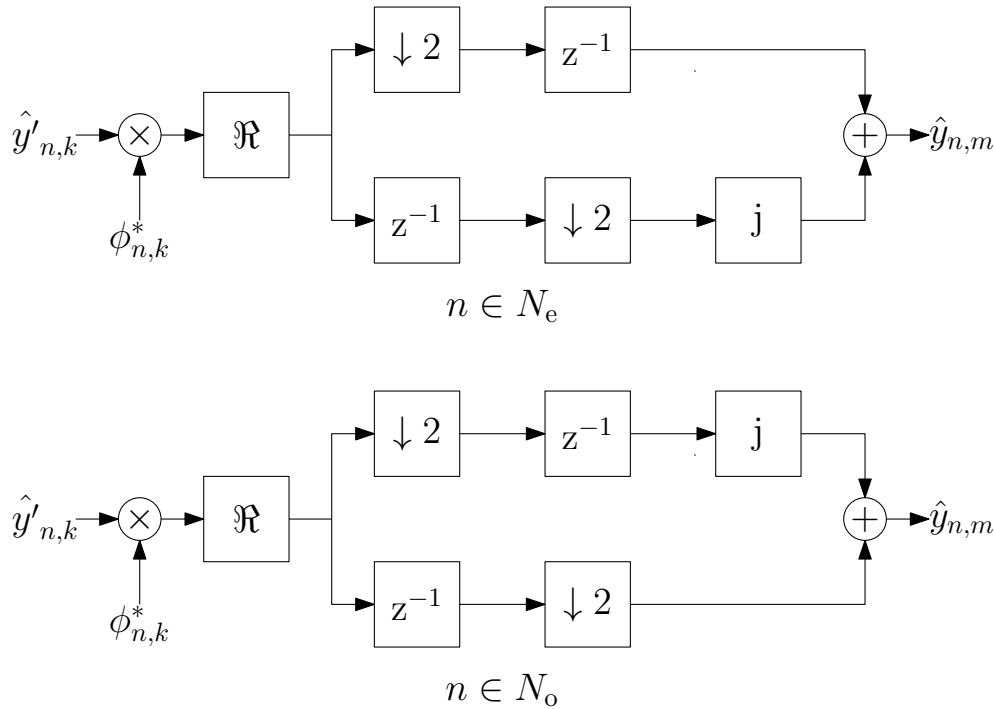 ↓ 2
z⁻¹
ŷ'ₙ,ₖ
×
ℜ
+
ŷₙ,ₘ
z⁻¹
↓ 2
j
ϕ*ₙ,ₖ
n ∈ Nₑ
↓ 2
z⁻¹
j
ŷ'ₙ,ₖ
×
ℜ
+
ŷₙ,ₘ
z⁻¹
↓ 2
ϕ*ₙ,ₖ
n ∈ Nₒ